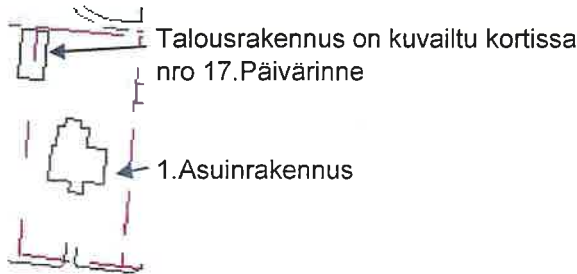 Talousrakennus on kuvailtu kortissa
nro 17.Päivärinne
1.Asuinrakennus